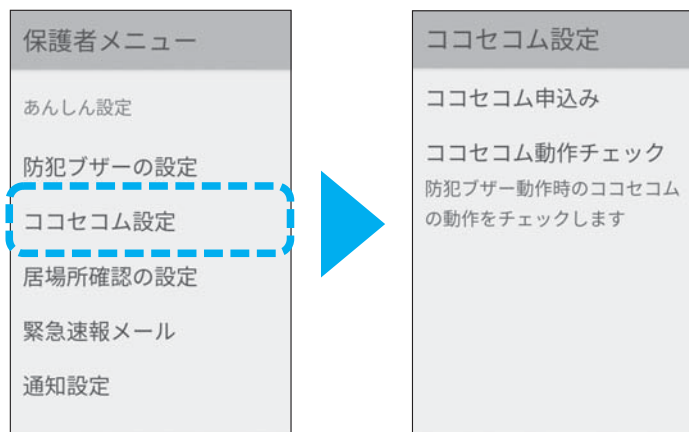 保護者メニュー
あんしん設定
防犯ブザーの設定
ココセコム設定
居場所確認の設定
緊急速報メール
通知設定
ココセコム設定
ココセコム申込み
ココセコム動作チェック
防犯ブザー動作時のココセコム
の動作をチェックします